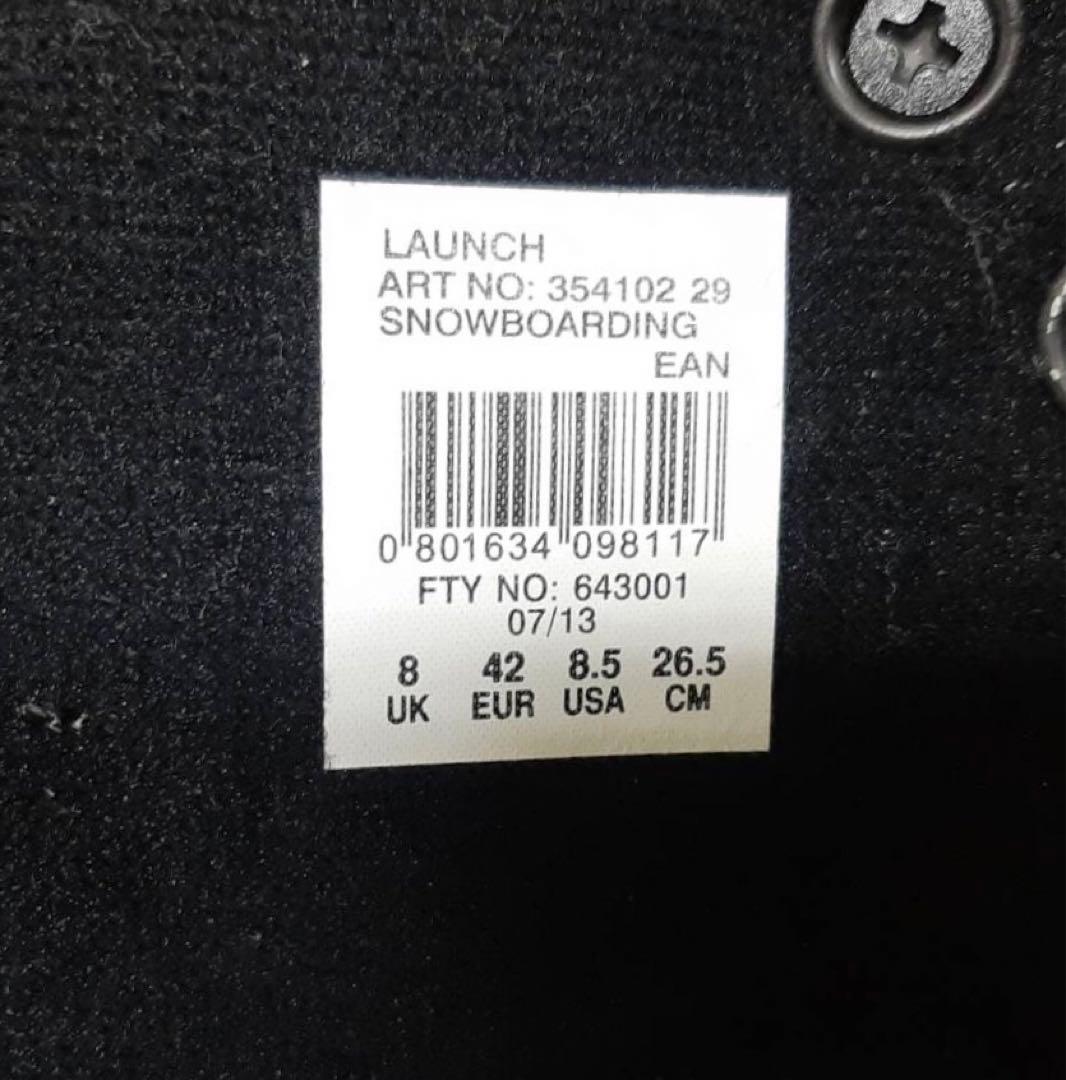 LAUNCH
ART NO: 354102 29
SNOWBOARDING
EAN
0 801634 098117
FTY NO: 643001
07/13
8 42 8.5 26.5
UK EUR USA CM